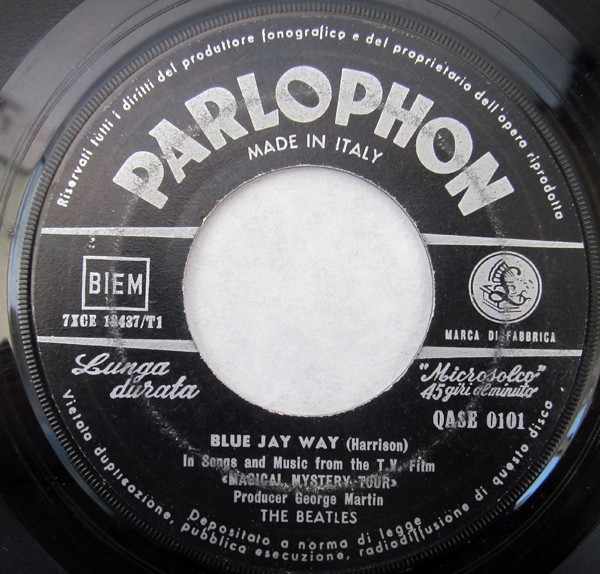 Riservati tutti i diritti del produttore fonografico e del proprietario dell'opera riprodotta
PARLOPHON
MADE IN ITALY
BIEM
7XCE 18437/T1
MARCA DI FABBRICA
Lunga
durata
"Microsolco"
45 giri al minuto
QASE 0101
BLUE JAY WAY (Harrison)
In Songs and Music from the T.V. Film
«MAGICAL MYSTERY TOUR»
Producer George Martin
THE BEATLES
Depositato a norma di legge
Vietata duplicazione, pubblica esecuzione, radiodiffusione di questo disco